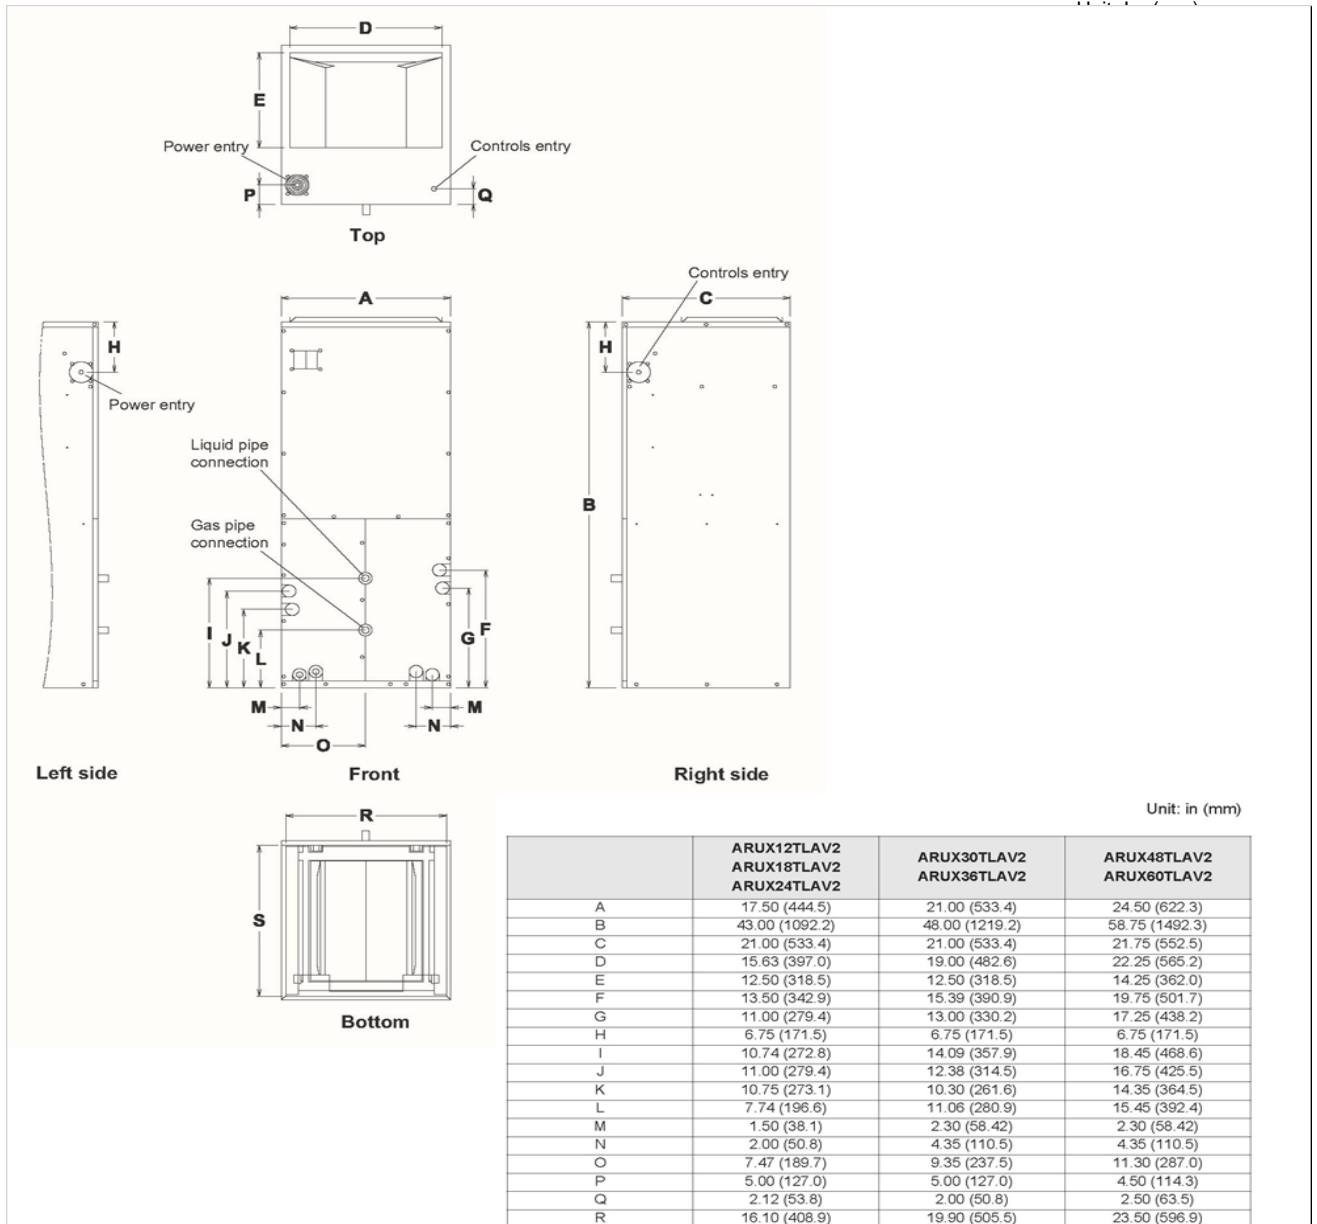 D
E
Power entry
Controls entry
P
Q
Top
Controls entry
A
C
H
H
Power entry
Liquid pipe
connection
B
Gas pipe
connection
I
J
K
L
G
F
M
M
N
N
O
Left side
Front
Right side
R
S
Bottom
Unit: in (mm)
ARUX12TLAV2
ARUX18TLAV2
ARUX24TLAV2
ARUX30TLAV2
ARUX36TLAV2
ARUX48TLAV2
ARUX60TLAV2
A 17.50 (444.5) 21.00 (533.4) 24.50 (622.3)
B 43.00 (1092.2) 48.00 (1219.2) 58.75 (1492.3)
C 21.00 (533.4) 21.00 (533.4) 21.75 (552.5)
D 15.63 (397.0) 19.00 (482.6) 22.25 (565.2)
E 12.50 (318.5) 12.50 (318.5) 14.25 (362.0)
F 13.50 (342.9) 15.39 (390.9) 19.75 (501.7)
G 11.00 (279.4) 13.00 (330.2) 17.25 (438.2)
H 6.75 (171.5) 6.75 (171.5) 6.75 (171.5)
I 10.74 (272.8) 14.09 (357.9) 18.45 (468.6)
J 11.00 (279.4) 12.38 (314.5) 16.75 (425.5)
K 10.75 (273.1) 10.30 (261.6) 14.35 (364.5)
L 7.74 (196.6) 11.06 (280.9) 15.45 (392.4)
M 1.50 (38.1) 2.30 (58.42) 2.30 (58.42)
N 2.00 (50.8) 4.35 (110.5) 4.35 (110.5)
O 7.47 (189.7) 9.35 (237.5) 11.30 (287.0)
P 5.00 (127.0) 5.00 (127.0) 4.50 (114.3)
Q 2.12 (53.8) 2.00 (50.8) 2.50 (63.5)
R 16.10 (408.9) 19.90 (505.5) 23.50 (596.9)